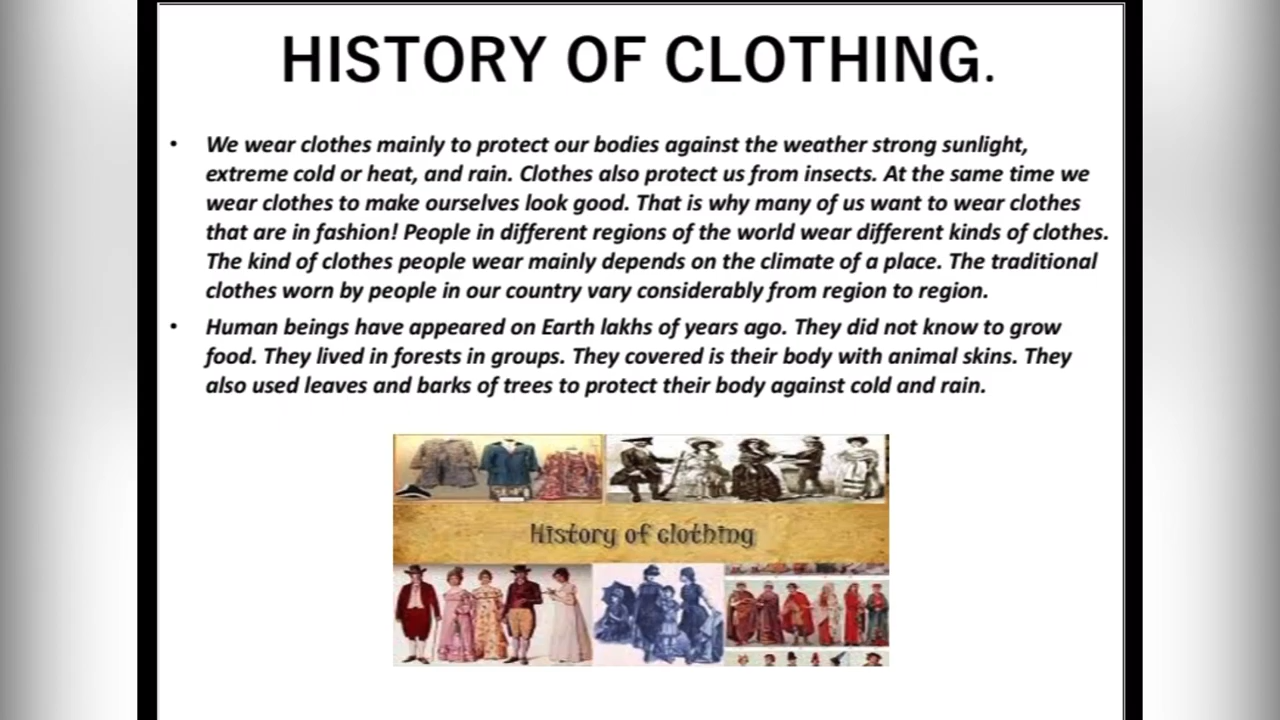 HISTORY OF CLOTHING.
• We wear clothes mainly to protect our bodies against the weather strong sunlight,
extreme cold or heat, and rain. Clothes also protect us from insects. At the same time we
wear clothes to make ourselves look good. That is why many of us want to wear clothes
that are in fashion! People in different regions of the world wear different kinds of clothes.
The kind of clothes people wear mainly depends on the climate of a place. The traditional
clothes worn by people in our country vary considerably from region to region.
• Human beings have appeared on Earth lakhs of years ago. They did not know to grow
food. They lived in forests in groups. They covered is their body with animal skins. They
also used leaves and barks of trees to protect their body against cold and rain.
History of clothing